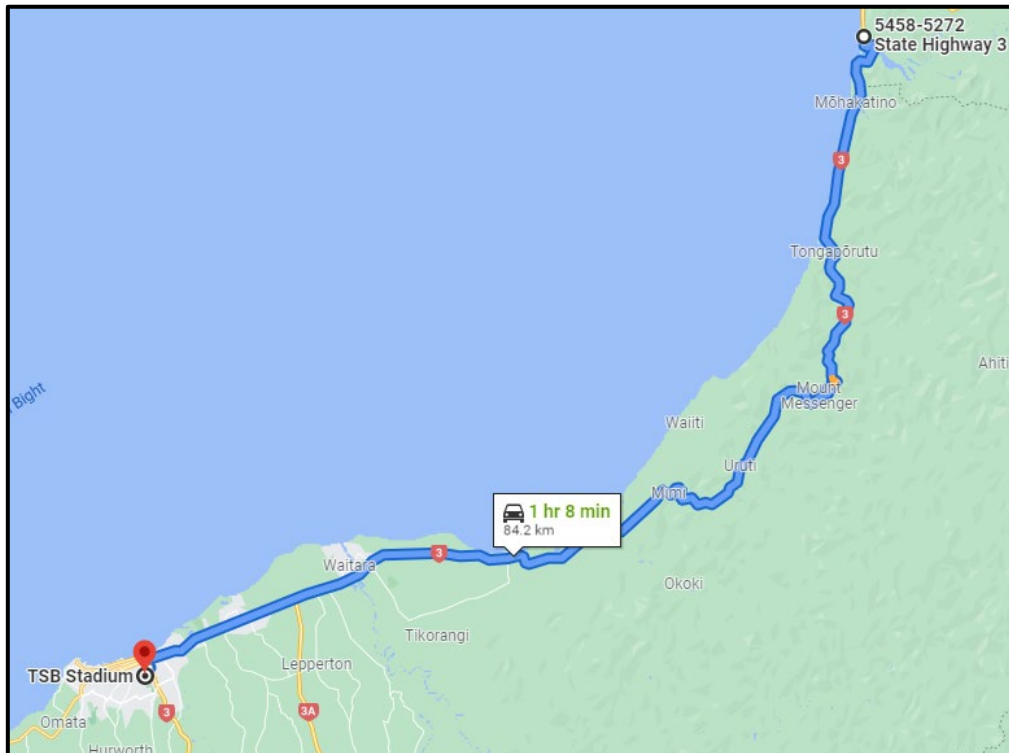 5458-5272
State Highway 3
Mōhakatino
3
Tongapōrutu
3
Ahiti
Mount
Messenger
Bight
Waiiti
Uruti
Mimi
1 hr 8 min
84.2 km
3
Waitara
Okoki
Tikorangi
Lepperton
TSB Stadium
3A
3
Omata
Hurworth